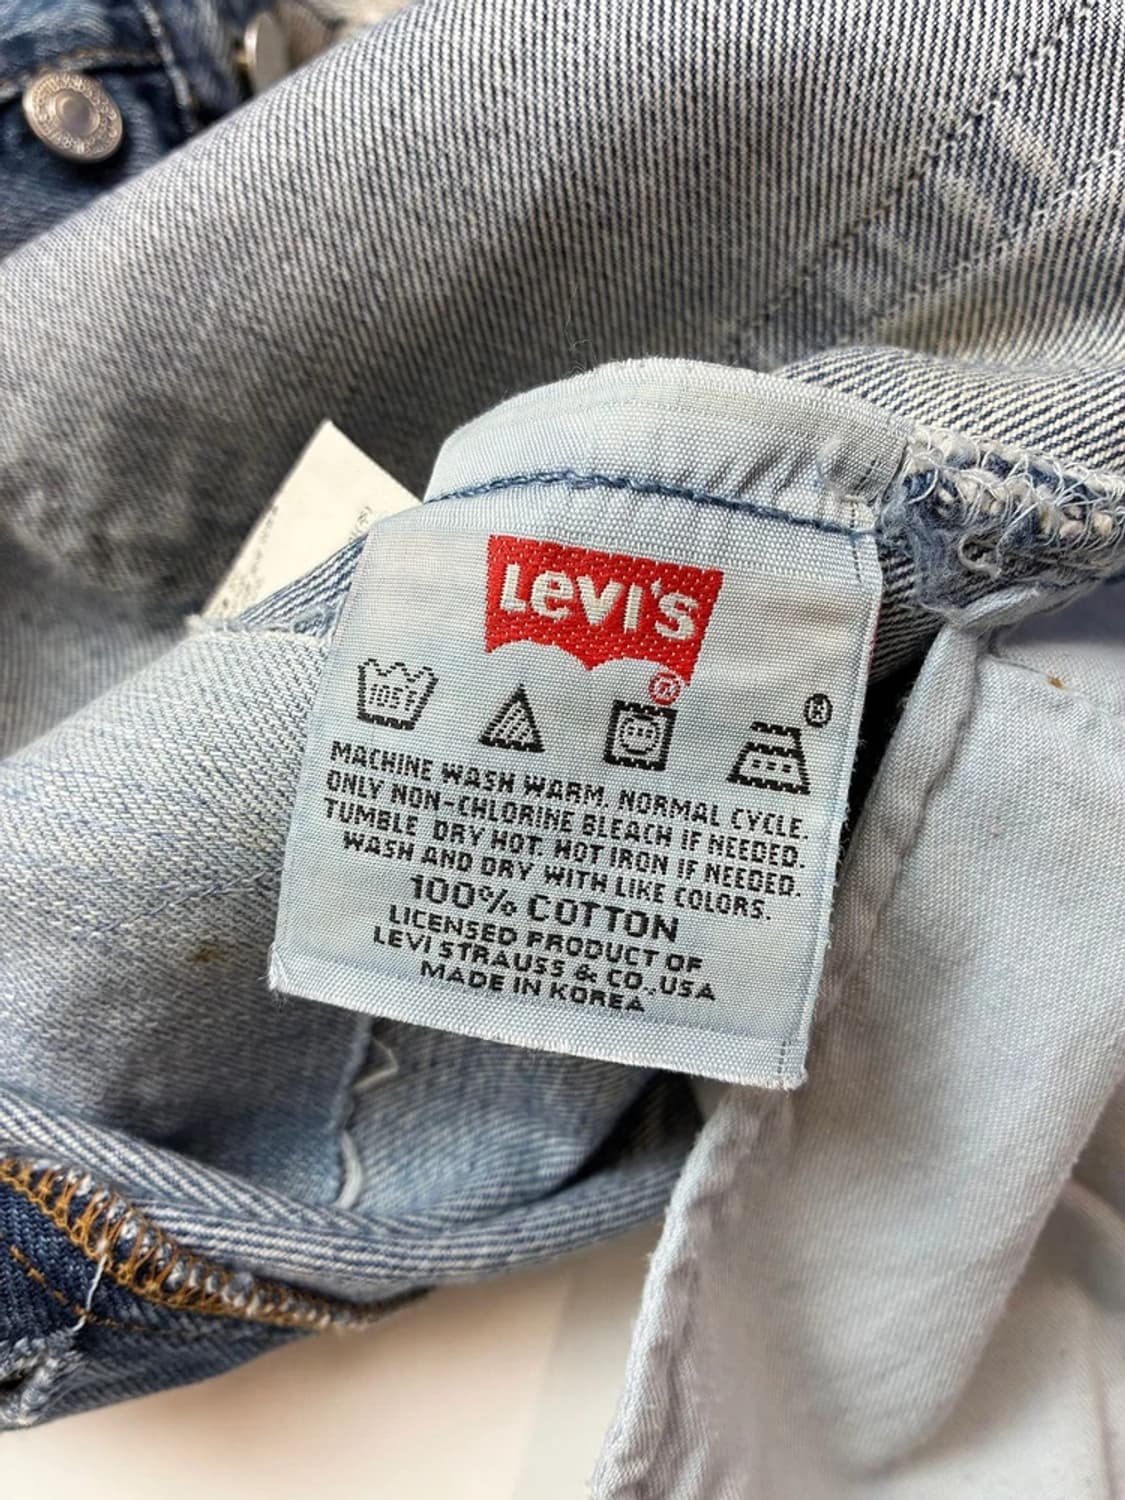 LEVI'S
®
105F
®
MACHINE WASH WARM. NORMAL CYCLE.
ONLY NON-CHLORINE BLEACH IF NEEDED.
TUMBLE DRY HOT. HOT IRON IF NEEDED.
WASH AND DRY WITH LIKE COLORS.
100% COTTON
LICENSED PRODUCT OF
LEVI STRAUSS & CO., USA
MADE IN KOREA